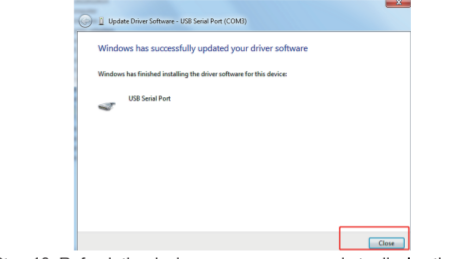 Update Driver Software - USB Serial Port (COM3)
Windows has successfully updated your driver software
Windows has finished installing the driver software for this device:
USB Serial Port
Close